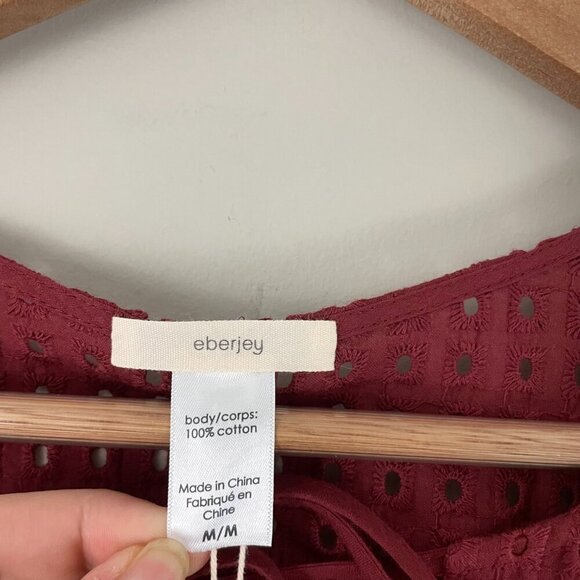 eberjey
body/corps:
100% cotton
Made in China
Fabriqué en
Chine
M/M